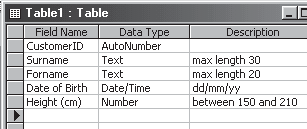 Table1 : Table
Field Name Data Type Description
CustomerID AutoNumber
Surname Text max length 30
Forname Text max length 20
Date of Birth Date/Time dd/mm/yy
Height (cm) Number between 150 and 210